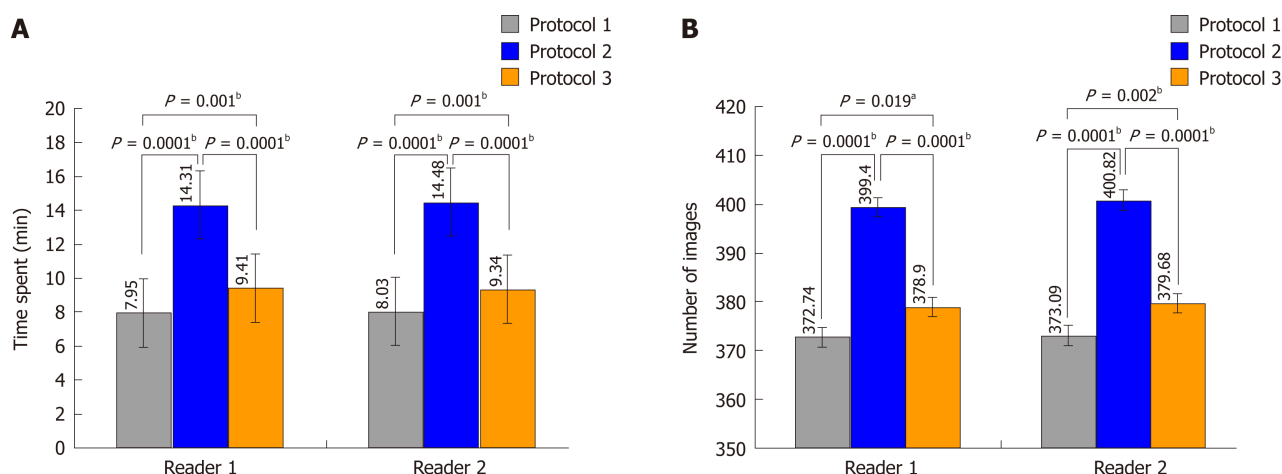 A
Protocol 1
Protocol 2
Protocol 3
20
18
16
14
12
10
8
6
4
2
0
Time spent (min)
P = 0.001ᵇ
P = 0.0001ᵇ P = 0.0001ᵇ
7.95
14.31
9.41
P = 0.001ᵇ
P = 0.0001ᵇ P = 0.0001ᵇ
8.03
14.48
9.34
Reader 1
Reader 2
B
Protocol 1
Protocol 2
Protocol 3
420
410
400
390
380
370
360
350
Number of images
P = 0.019ᵃ
P = 0.0001ᵇ P = 0.0001ᵇ
372.74
399.4
378.9
P = 0.002ᵇ
P = 0.0001ᵇ P = 0.0001ᵇ
373.09
400.82
379.68
Reader 1
Reader 2